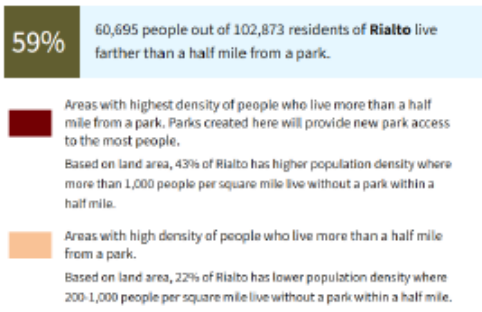 59%
60,695 people out of 102,873 residents of Rialto live
farther than a half mile from a park.
Areas with highest density of people who live more than a half
mile from a park. Parks created here will provide new park access
to the most people.
Based on land area, 43% of Rialto has higher population density where
more than 1,000 people per square mile live without a park within a
half mile.
Areas with high density of people who live more than a half mile
from a park.
Based on land area, 22% of Rialto has lower population density where
200-1,000 people per square mile live without a park within a half mile.